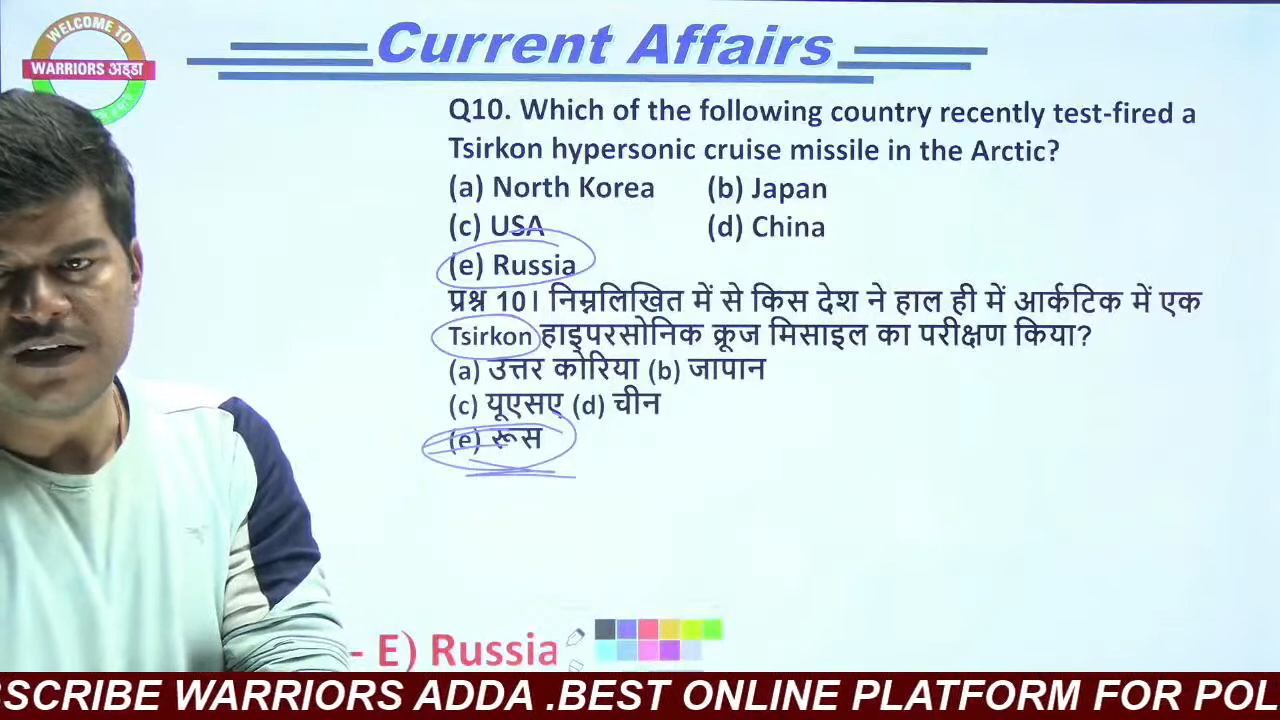 WELCOME TO
WARRIORS अड्डा
Current Affairs
Q10. Which of the following country recently test-fired a
Tsirkon hypersonic cruise missile in the Arctic?
(a) North Korea (b) Japan
(c) USA (d) China
(e) Russia
प्रश्न 10। निम्नलिखित में से किस देश ने हाल ही में आर्कटिक में एक
Tsirkon हाइपरसोनिक क्रूज मिसाइल का परीक्षण किया?
(a) उत्तर कोरिया (b) जापान
(c) यूएसए (d) चीन
(e) रूस
- E) Russia
BSCRIBE WARRIORS ADDA .BEST ONLINE PLATFORM FOR POL